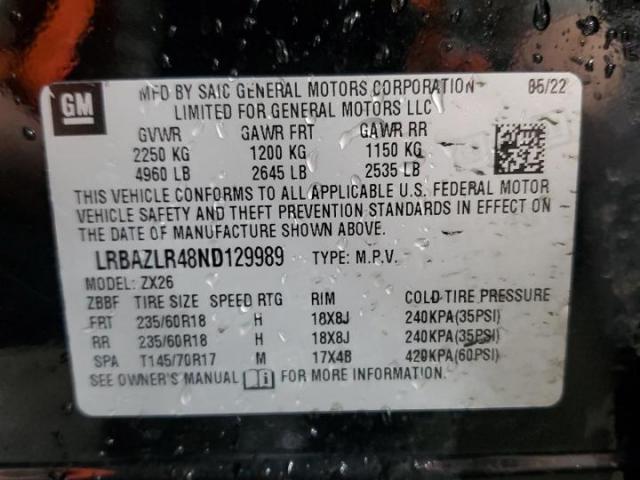 GM
MFD BY SAIC GENERAL MOTORS CORPORATION 05/22
LIMITED FOR GENERAL MOTORS LLC
GVWR GAWR FRT GAWR RR
2250 KG 1200 KG 1150 KG
4960 LB 2645 LB 2535 LB
THIS VEHICLE CONFORMS TO ALL APPLICABLE U.S. FEDERAL MOTOR
VEHICLE SAFETY AND THEFT PREVENTION STANDARDS IN EFFECT ON
THE DATE OF MANUFACTURE SHOWN ABOVE.
LRBAZLR48ND129989 TYPE: M.P.V.
MODEL: ZX26
ZBBF TIRE SIZE SPEED RTG RIM COLD TIRE PRESSURE
FRT 235/60R18 H 18X8J 240KPA(35PSI)
RR 235/60R18 H 18X8J 240KPA(35PSI)
SPA T145/70R17 M 17X4B 420KPA(60PSI)
SEE OWNER'S MANUAL FOR MORE INFORMATION.